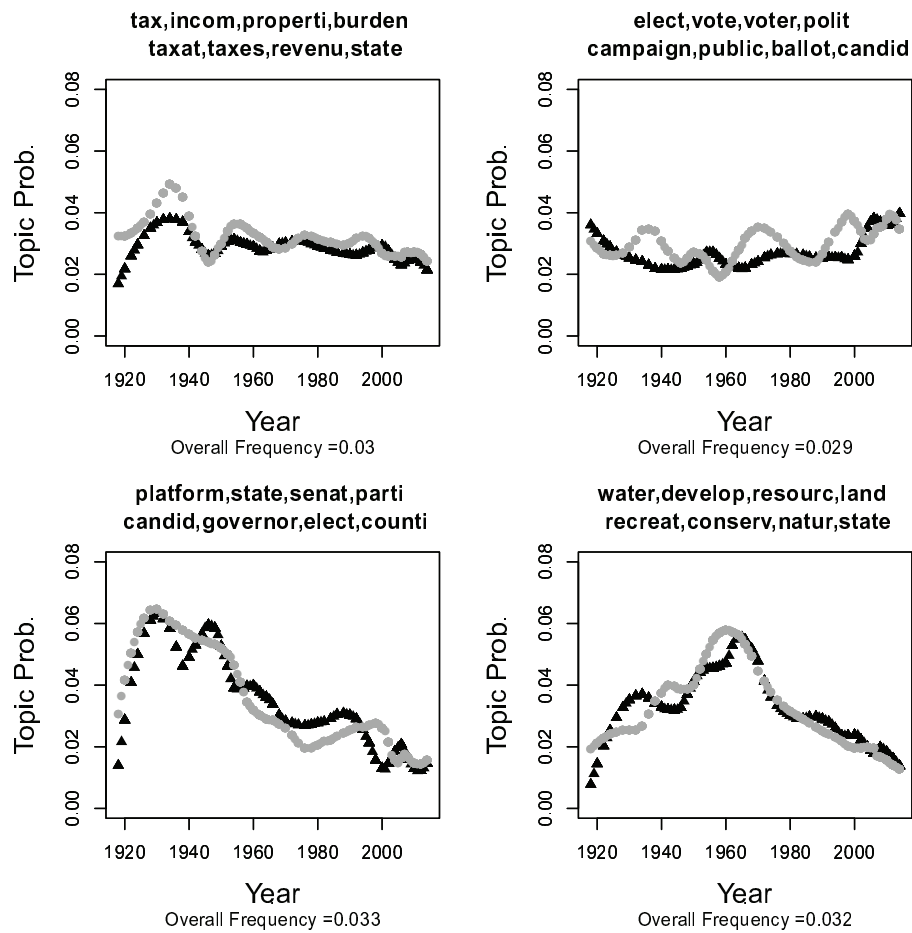 tax,incom,properti,burden
taxat,taxes,revenu,state
Topic Prob.
0.08
0.06
0.04
0.02
0.00
1920 1940 1960 1980 2000
Year
Overall Frequency =0.03
elect,vote,voter,polit
campaign,public,ballot,candid
Topic Prob.
0.08
0.06
0.04
0.02
0.00
1920 1940 1960 1980 2000
Year
Overall Frequency =0.029
platform,state,senat,parti
candid,governor,elect,counti
Topic Prob.
0.08
0.06
0.04
0.02
0.00
1920 1940 1960 1980 2000
Year
Overall Frequency =0.033
water,develop,resourc,land
recreat,conserv,natur,state
Topic Prob.
0.08
0.06
0.04
0.02
0.00
1920 1940 1960 1980 2000
Year
Overall Frequency =0.032